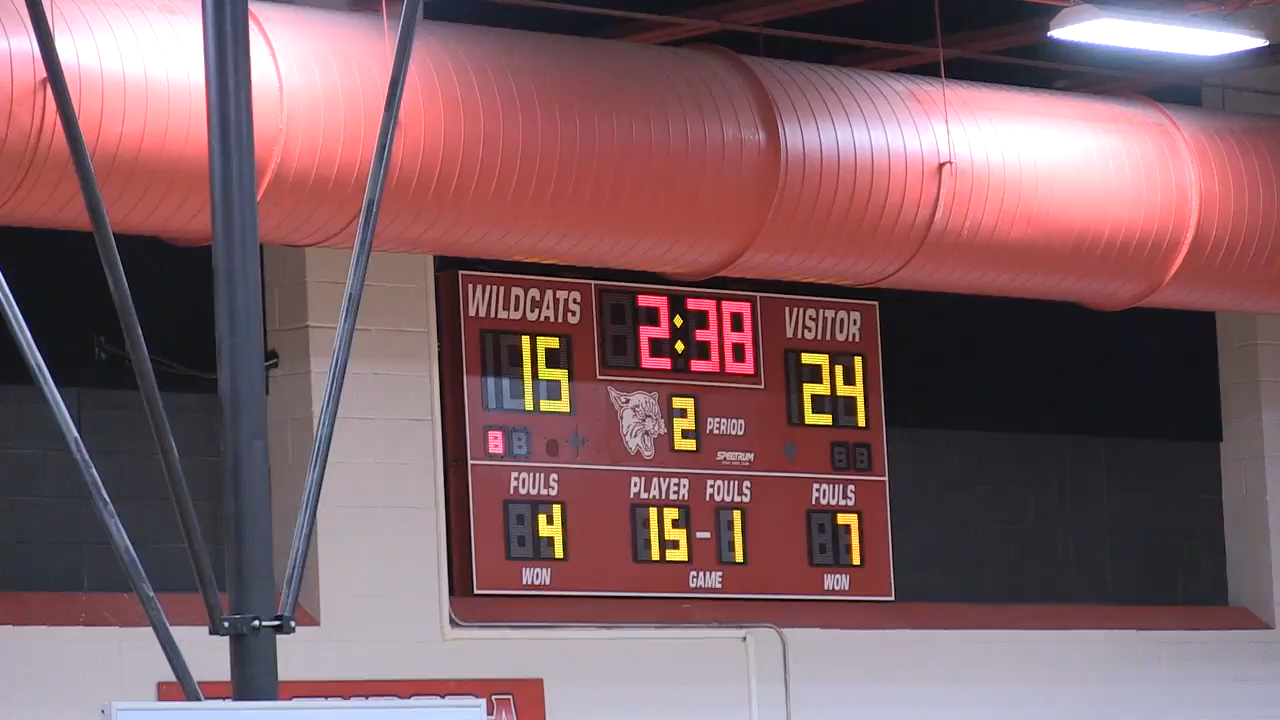 WILDCATS 2:38 VISITOR
15 24
2 PERIOD
B B
SPECTRUM
FOULS PLAYER FOULS FOULS
4 15-1 7
WON GAME WON